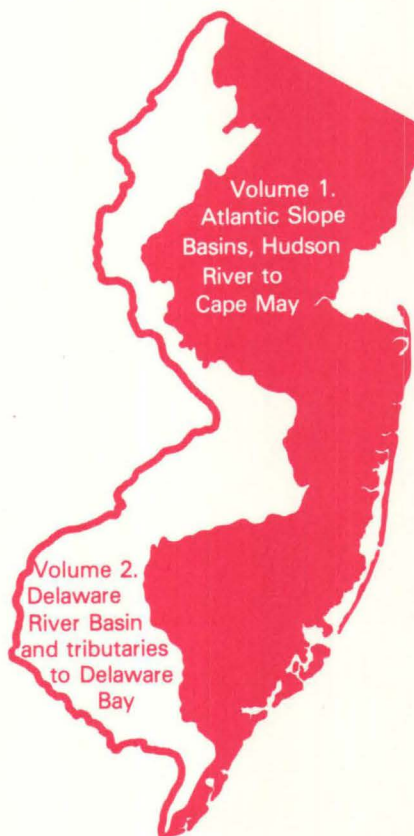 Volume 1.
Atlantic Slope
Basins, Hudson
River to
Cape May
Volume 2.
Delaware
River Basin
and tributaries
to Delaware
Bay